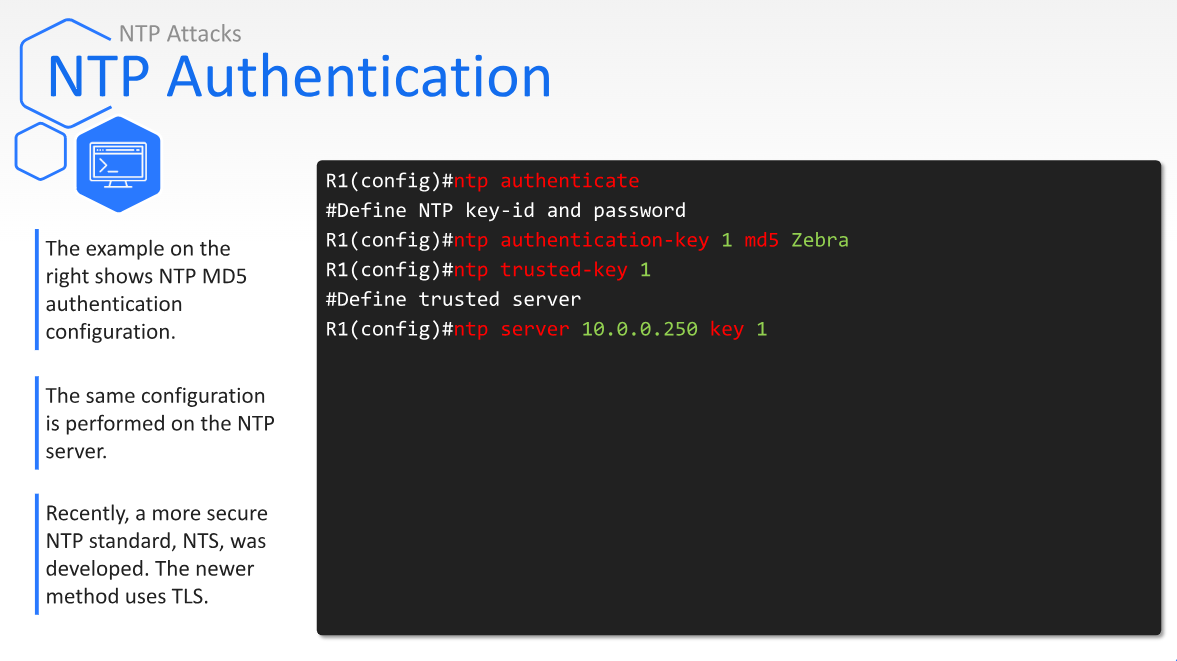 NTP Attacks
NTP Authentication
The example on the
right shows NTP MD5
authentication
configuration.
The same configuration
is performed on the NTP
server.
Recently, a more secure
NTP standard, NTS, was
developed. The newer
method uses TLS.
R1(config)#ntp authenticate
#Define NTP key-id and password
R1(config)#ntp authentication-key 1 md5 Zebra
R1(config)#ntp trusted-key 1
#Define trusted server
R1(config)#ntp server 10.0.0.250 key 1